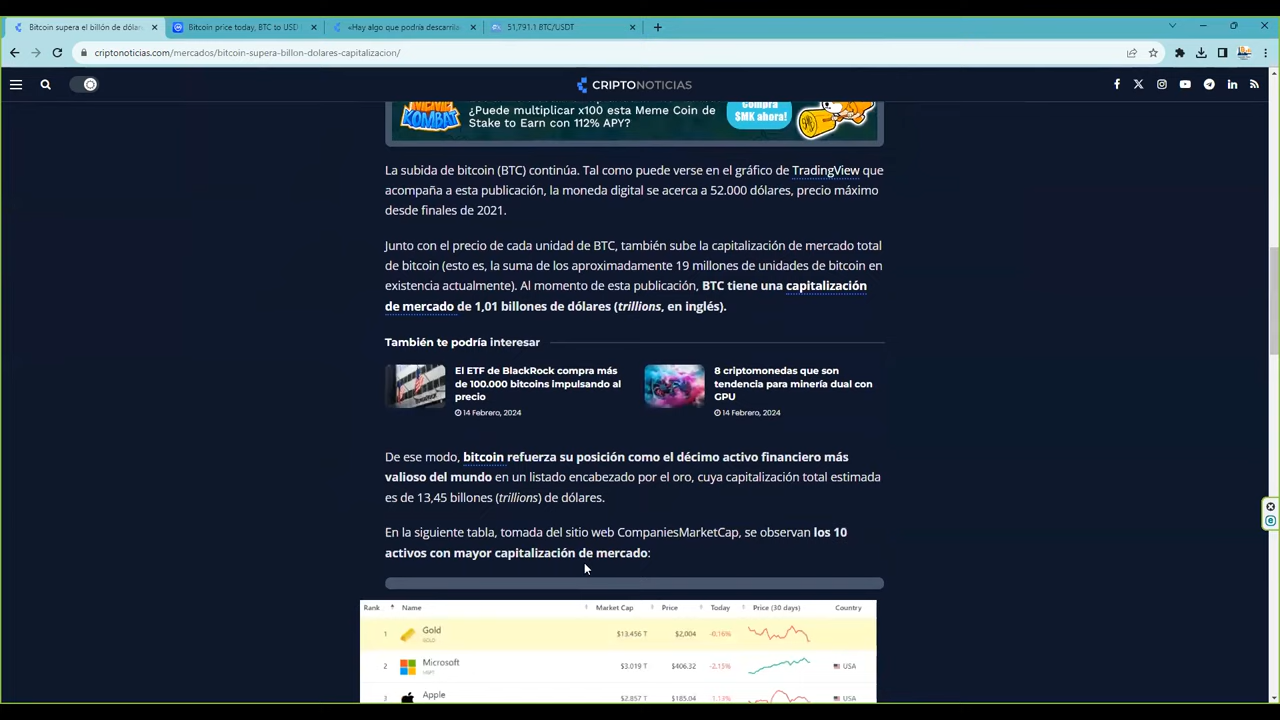 Bitcoin supera el billón de dólar
Bitcoin price today, BTC to USD
«Hay algo que podría descarrila
51,791.1 BTC/USDT
criptonoticias.com/mercados/bitcoin-supera-billon-dolares-capitalizacion/
CRIPTONOTICIAS
MEME KOMBAT
¿Puede multiplicar x100 esta Meme Coin de
Stake to Earn con 112% APY?
Compra
$MK ahora!
La subida de bitcoin (BTC) continúa. Tal como puede verse en el gráfico de TradingView que
acompaña a esta publicación, la moneda digital se acerca a 52.000 dólares, precio máximo
desde finales de 2021.
Junto con el precio de cada unidad de BTC, también sube la capitalización de mercado total
de bitcoin (esto es, la suma de los aproximadamente 19 millones de unidades de bitcoin en
existencia actualmente). Al momento de esta publicación, BTC tiene una capitalización
de mercado de 1,01 billones de dólares (trillions, en inglés).
También te podría interesar
El ETF de BlackRock compra más
de 100.000 bitcoins impulsando al
precio
14 Febrero, 2024
8 criptomonedas que son
tendencia para minería dual con
GPU
14 Febrero, 2024
De ese modo, bitcoin refuerza su posición como el décimo activo financiero más
valioso del mundo en un listado encabezado por el oro, cuya capitalización total estimada
es de 13,45 billones (trillions) de dólares.
En la siguiente tabla, tomada del sitio web CompaniesMarketCap, se observan los 10
activos con mayor capitalización de mercado:
Rank Name Market Cap Price Today Price (30 days) Country
1 Gold $13.456 T $2,004 -0.16%
GOLD
2 Microsoft $3.019 T $406.32 -2.15% USA
MSFT
3 Apple $2.857 T $185.04 1.13% USA